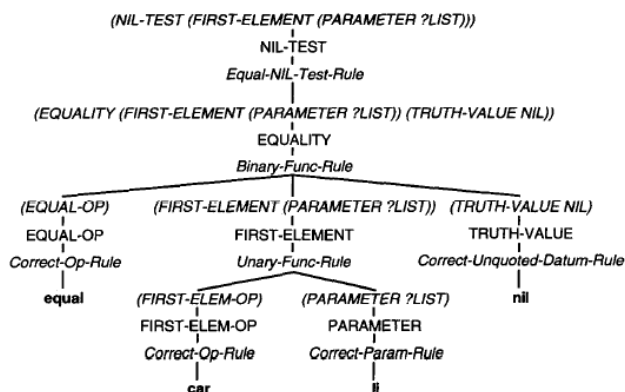 (NIL-TEST (FIRST-ELEMENT (PARAMETER ?LIST)))
NIL-TEST
Equal-NIL-Test-Rule
(EQUALITY (FIRST-ELEMENT (PARAMETER ?LIST)) (TRUTH-VALUE NIL))
EQUALITY
Binary-Func-Rule
(EQUAL-OP) (FIRST-ELEMENT (PARAMETER ?LIST)) (TRUTH-VALUE NIL)
EQUAL-OP FIRST-ELEMENT TRUTH-VALUE
Correct-Op-Rule Unary-Func-Rule Correct-Unquoted-Datum-Rule
equal nil
(FIRST-ELEM-OP) (PARAMETER ?LIST)
FIRST-ELEM-OP PARAMETER
Correct-Op-Rule Correct-Param-Rule
car li